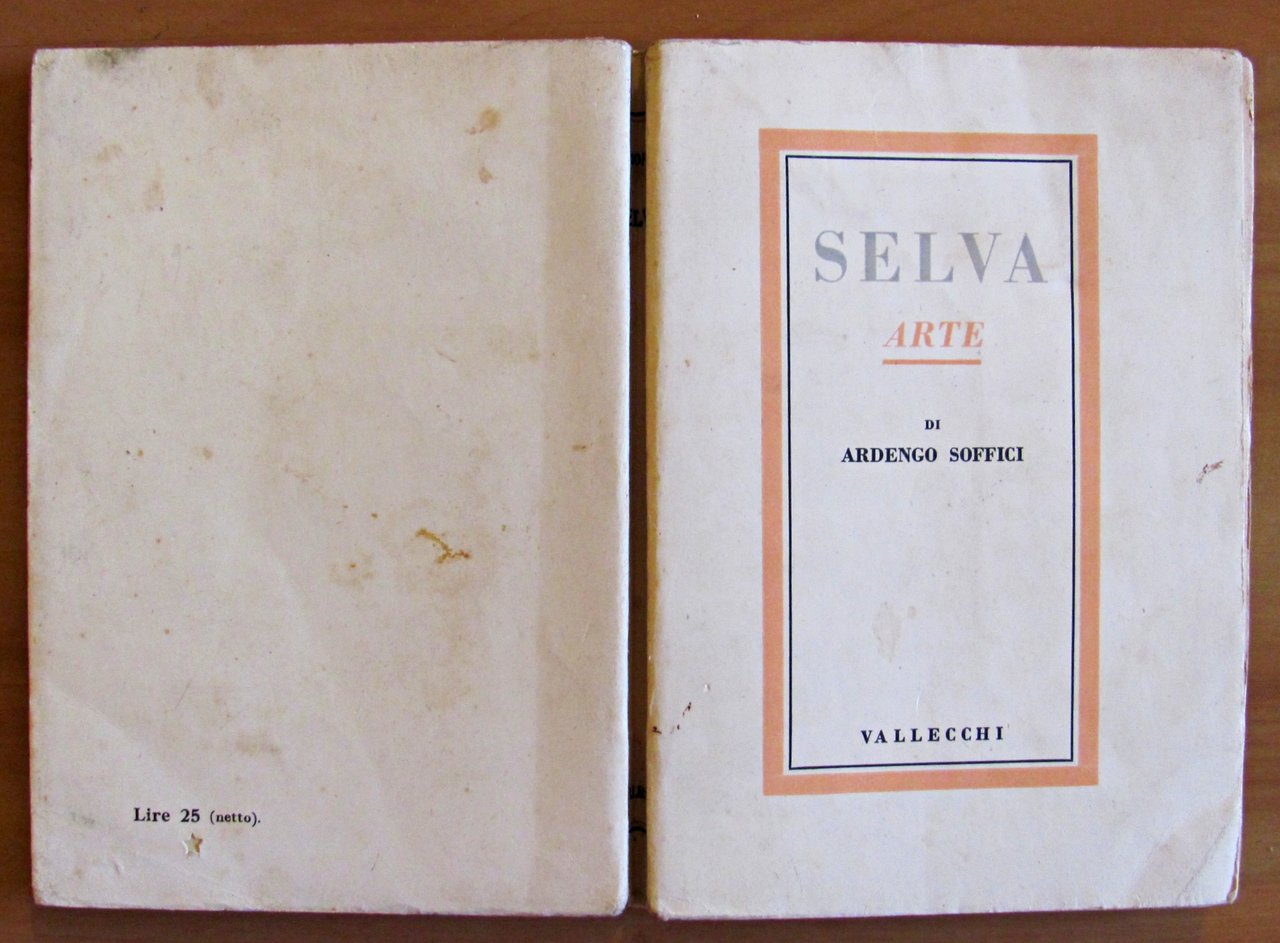 Lire 25 (netto).
SELVA
ARTE
DI
ARDENGO SOFFICI
VALLECCHI